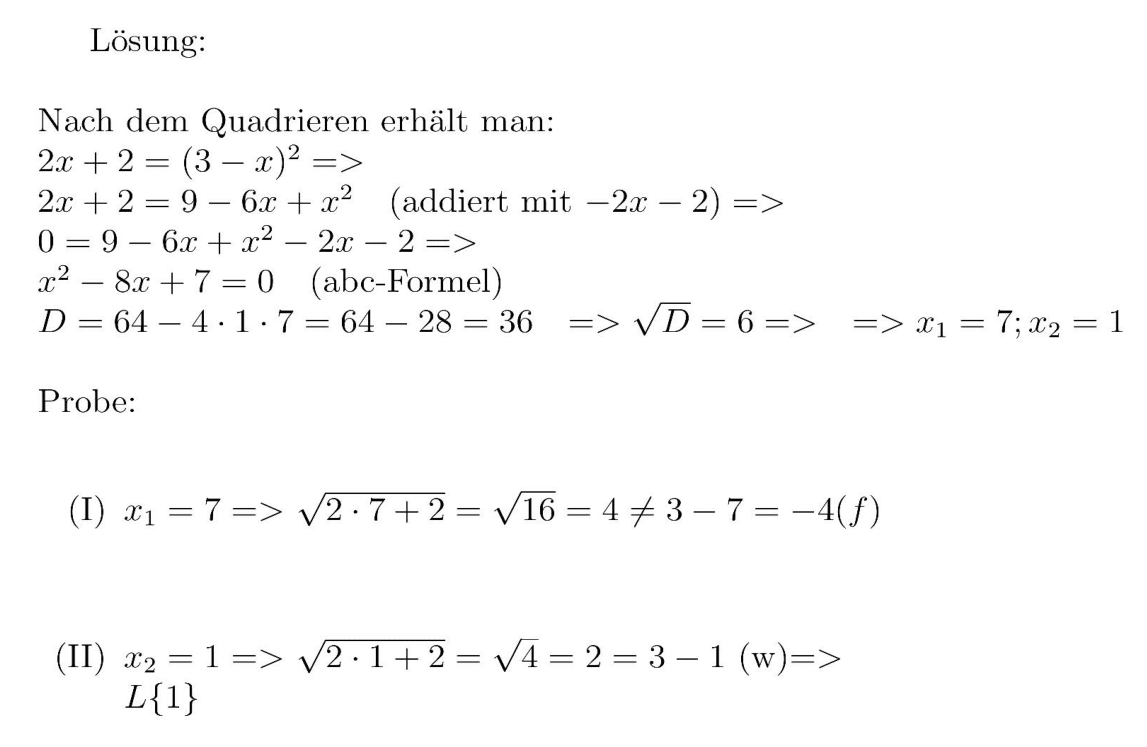 Lösung:
Nach dem Quadrieren erhält man:
2x + 2 = (3 − x)² =>
2x + 2 = 9 − 6x + x² (addiert mit −2x − 2) =>
0 = 9 − 6x + x² − 2x − 2 =>
x² − 8x + 7 = 0 (abc-Formel)
D = 64 − 4 · 1 · 7 = 64 − 28 = 36 => √D = 6 => => x₁ = 7; x₂ = 1
Probe:
(I) x₁ = 7 => √(2 · 7 + 2) = √16 = 4 ≠ 3 − 7 = −4(f)
(II) x₂ = 1 => √(2 · 1 + 2) = √4 = 2 = 3 − 1 (w)=>
L{1}